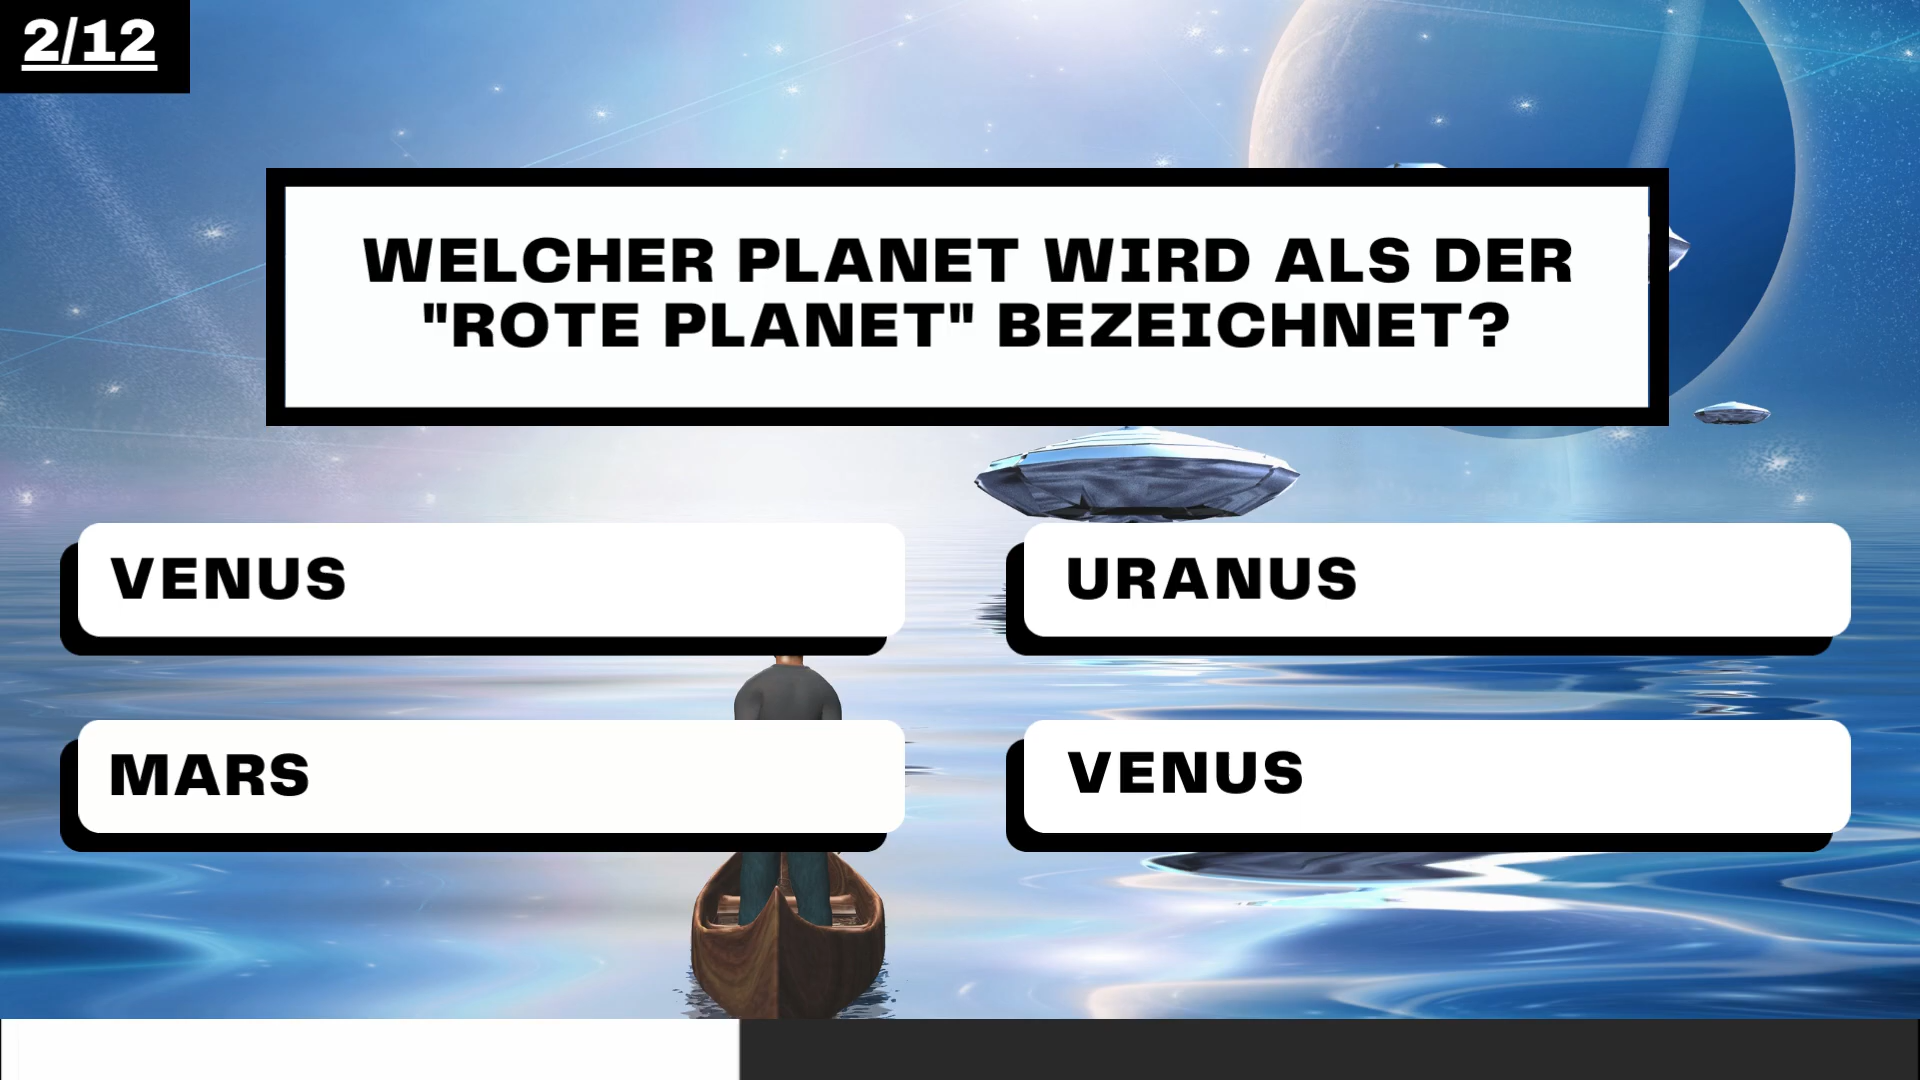 2/12
WELCHER PLANET WIRD ALS DER
"ROTE PLANET" BEZEICHNET?
VENUS
URANUS
MARS
VENUS